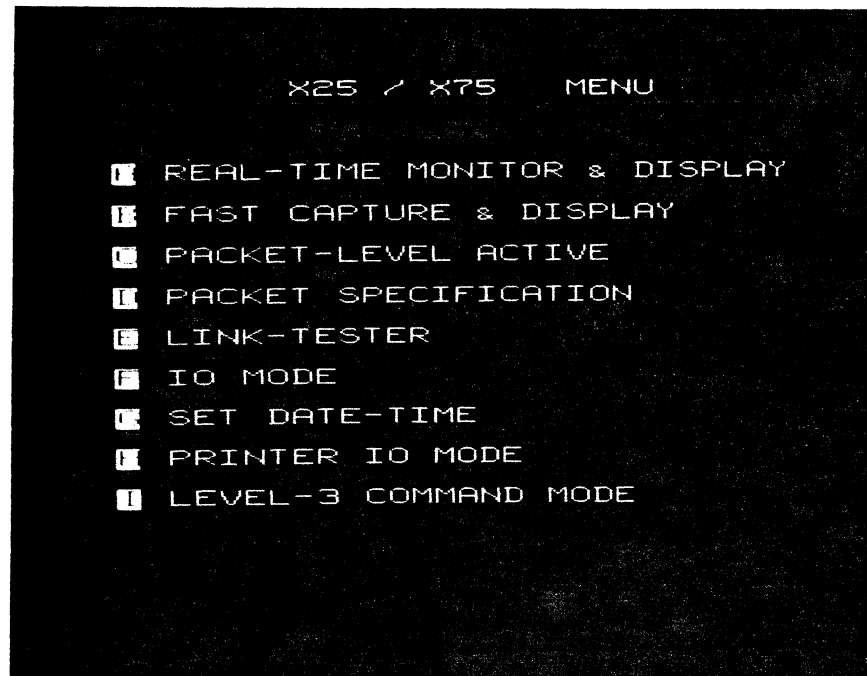 X25 / X75 MENU
REAL-TIME MONITOR & DISPLAY
FAST CAPTURE & DISPLAY
PACKET-LEVEL ACTIVE
PACKET SPECIFICATION
E LINK-TESTER
F IO MODE
SET DATE-TIME
PRINTER IO MODE
I LEVEL-3 COMMAND MODE